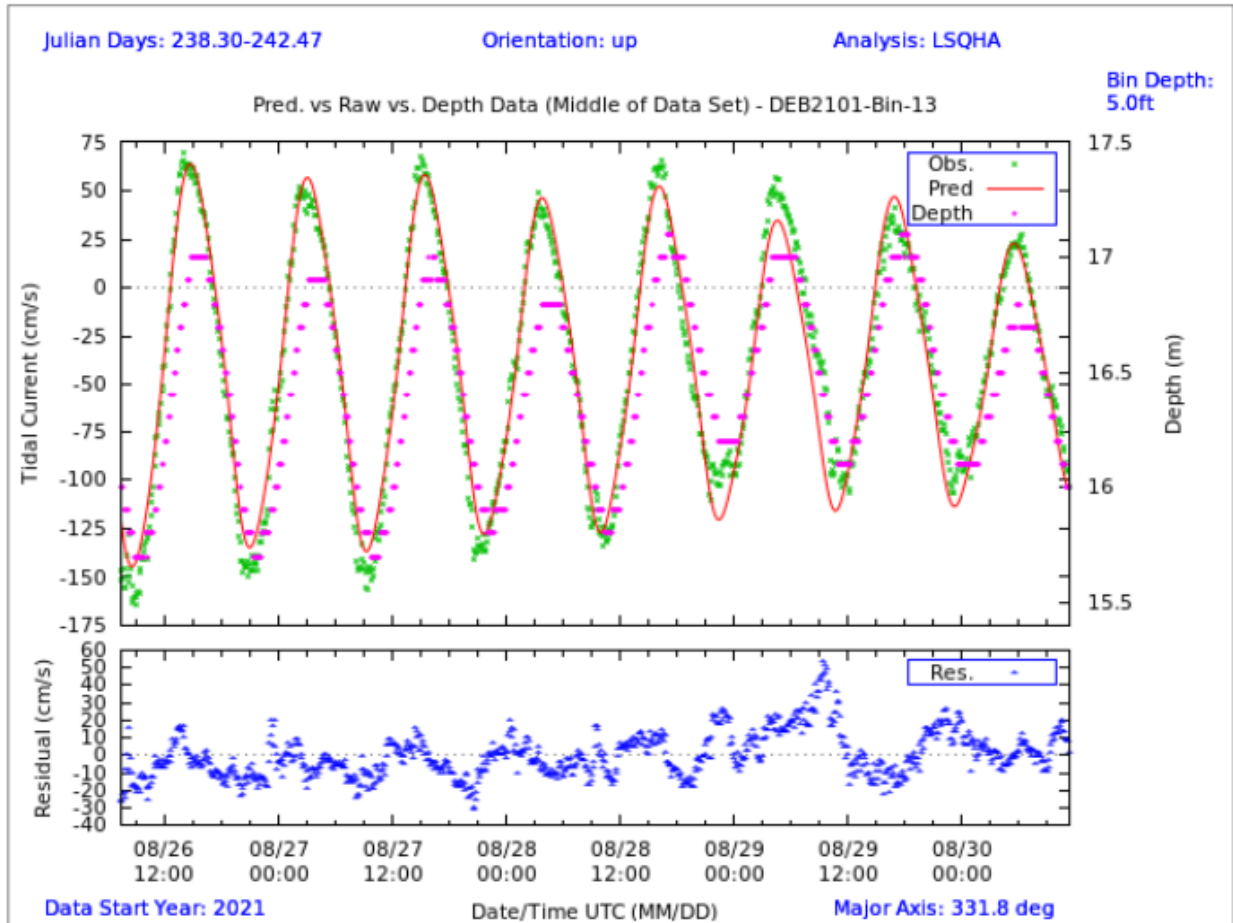 Julian Days: 238.30-242.47 Orientation: up Analysis: LSQHA
Bin Depth:
5.0ft
Pred. vs Raw vs. Depth Data (Middle of Data Set) - DEB2101-Bin-13
75
50
25
0
-25
-50
-75
-100
-125
-150
-175
Tidal Current (cm/s)
Obs.
Pred
Depth
17.5
17
16.5
16
15.5
Depth (m)
60
50
40
30
20
10
0
-10
-20
-30
-40
Residual (cm/s)
Res.
08/26 08/27 08/27 08/28 08/28 08/29 08/29 08/30
12:00 00:00 12:00 00:00 12:00 00:00 12:00 00:00
Data Start Year: 2021 Date/Time UTC (MM/DD) Major Axis: 331.8 deg